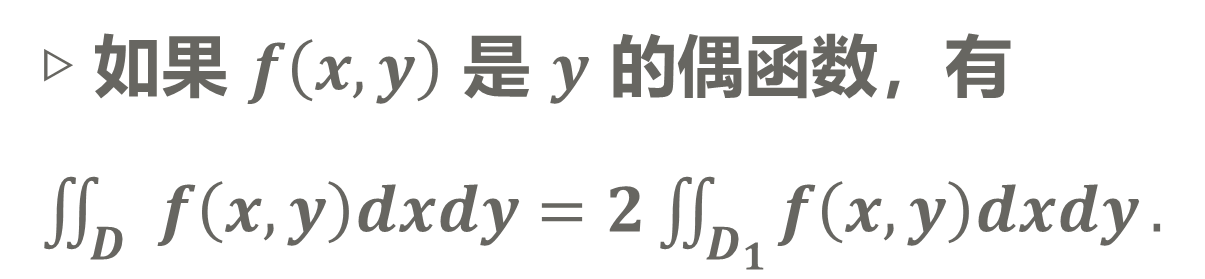 ▷ 如果 f(x,y) 是 y 的偶函数，有
∬_D f(x,y)dxdy = 2∬_{D_1} f(x,y)dxdy.